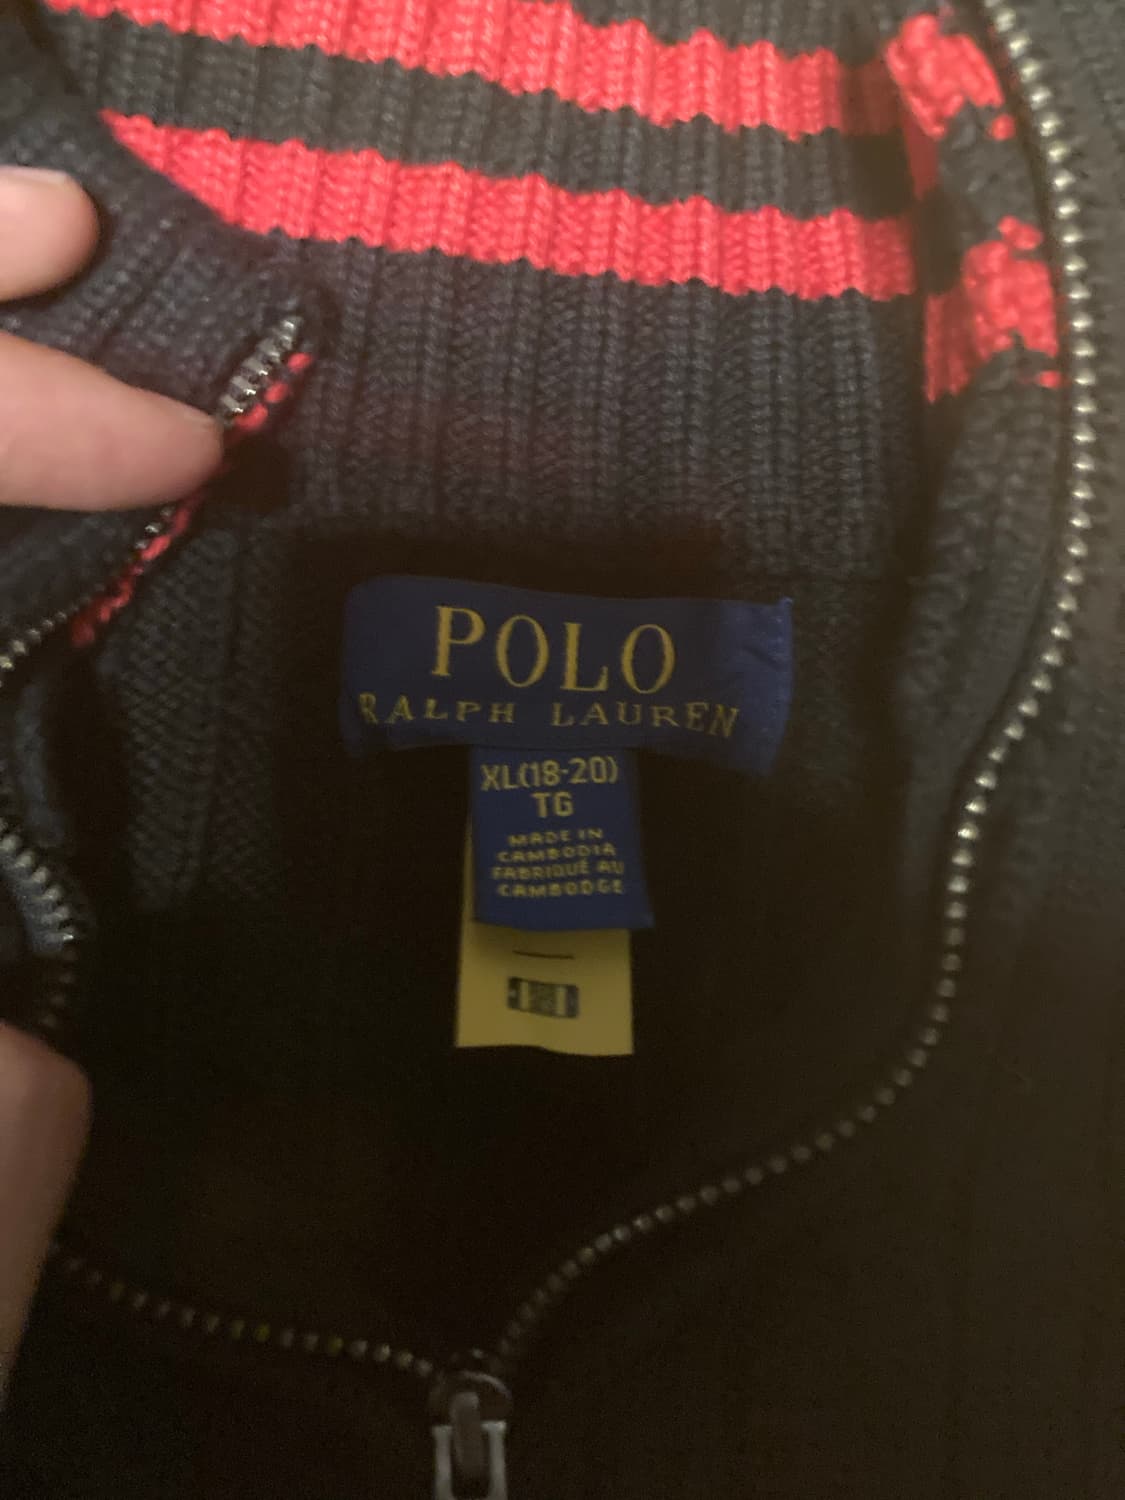 POLO
RALPH LAUREN
XL(18-20)
TG
MADE IN
CAMBODIA
FABRIQUÉ AU
CAMBODGE